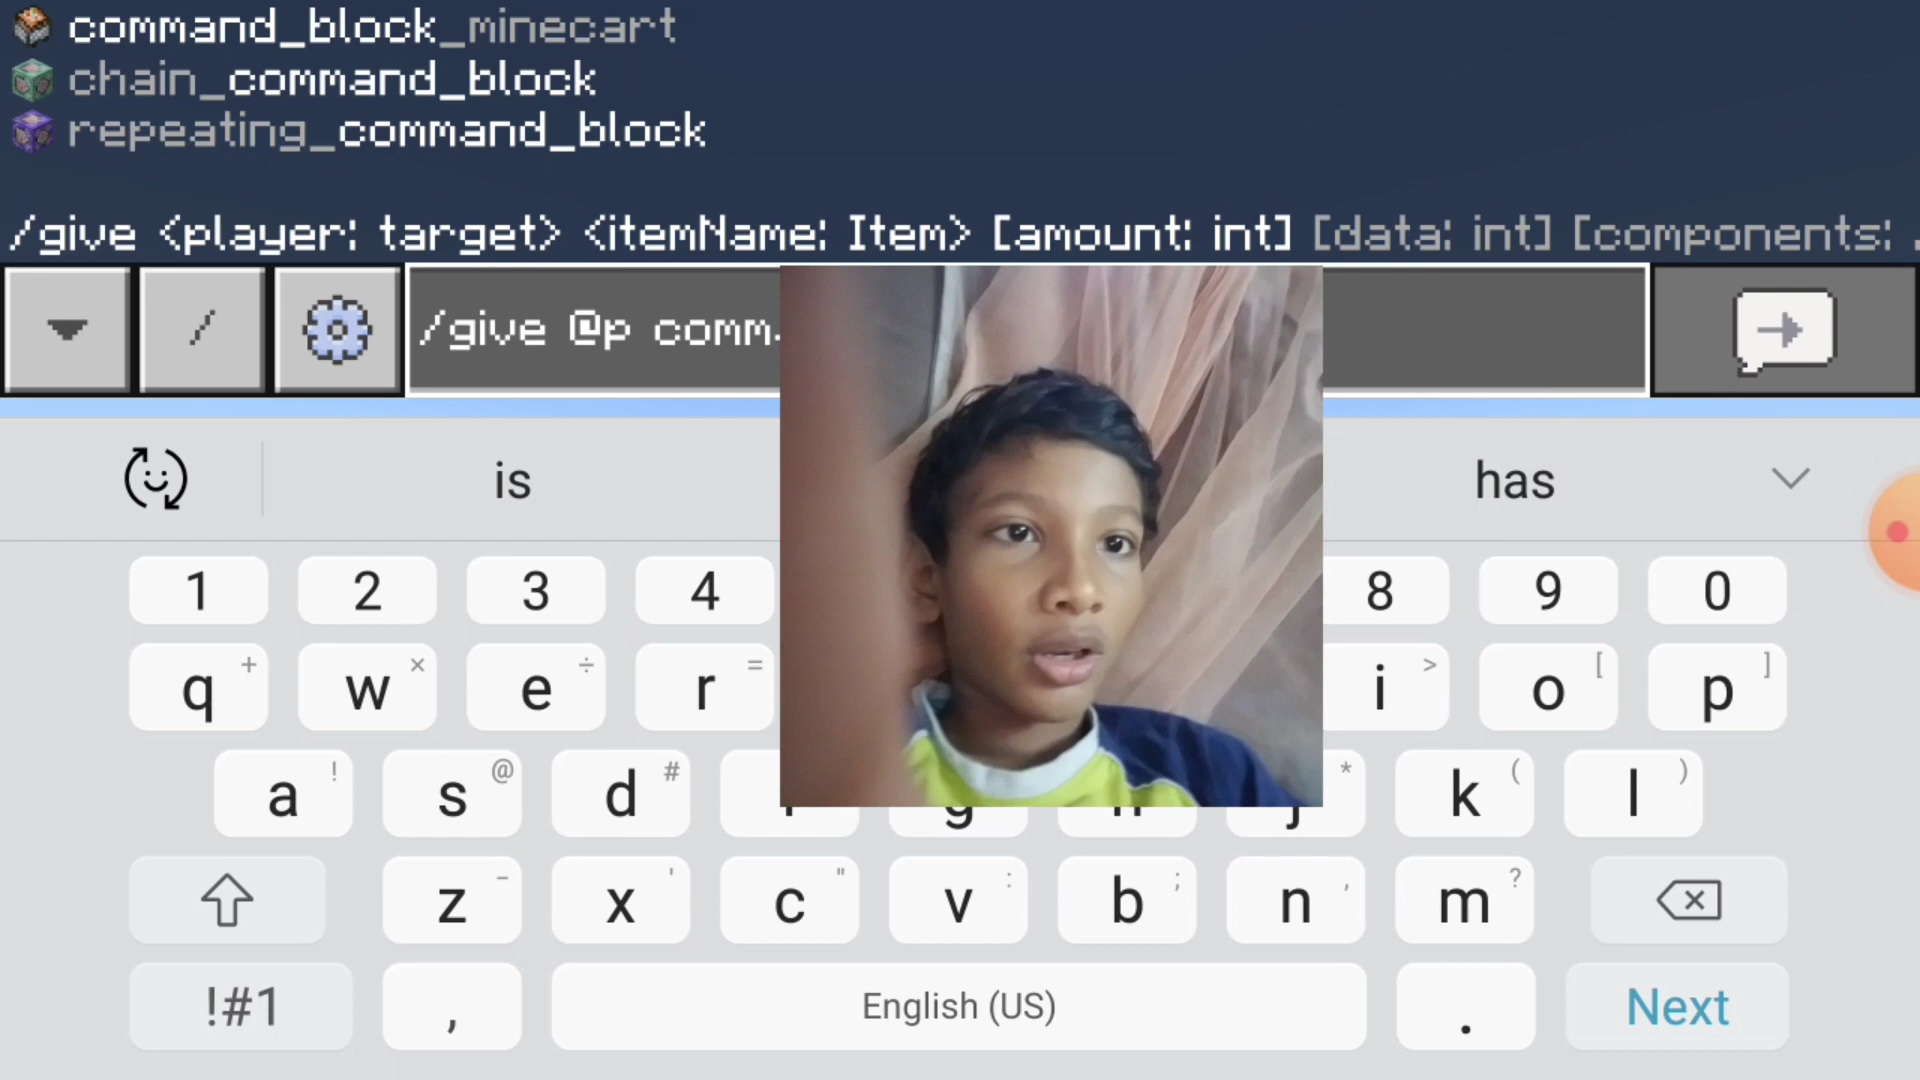 command_block_minecart
chain_command_block
repeating_command_block
/give <player: target> <itemName: Item> [amount: int] [data: int] [components: .
/
/give @p comm
is has
1 2 3 4 8 9 0
+ × ÷ = > [ ]
q w e r i o p
! @ # * ( )
a s d g h j k l
- ' " : ; , ?
z x c v b n m
!#1 , English (US) . Next